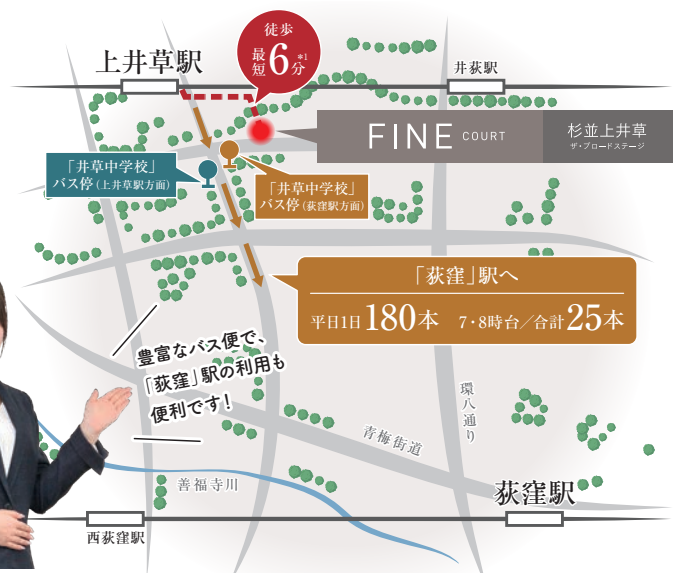 徒歩
最短6分*1
上井草駅
井荻駅
FINE COURT
杉並上井草
ザ・ブロードステージ
「井草中学校」
バス停(上井草駅方面)
「井草中学校」
バス停(荻窪駅方面)
「荻窪」駅へ
平日1日180本 7・8時台／合計25本
豊富なバス便で、
「荻窪」駅の利用も
便利です!
環八通り
青梅街道
善福寺川
荻窪駅
西荻窪駅